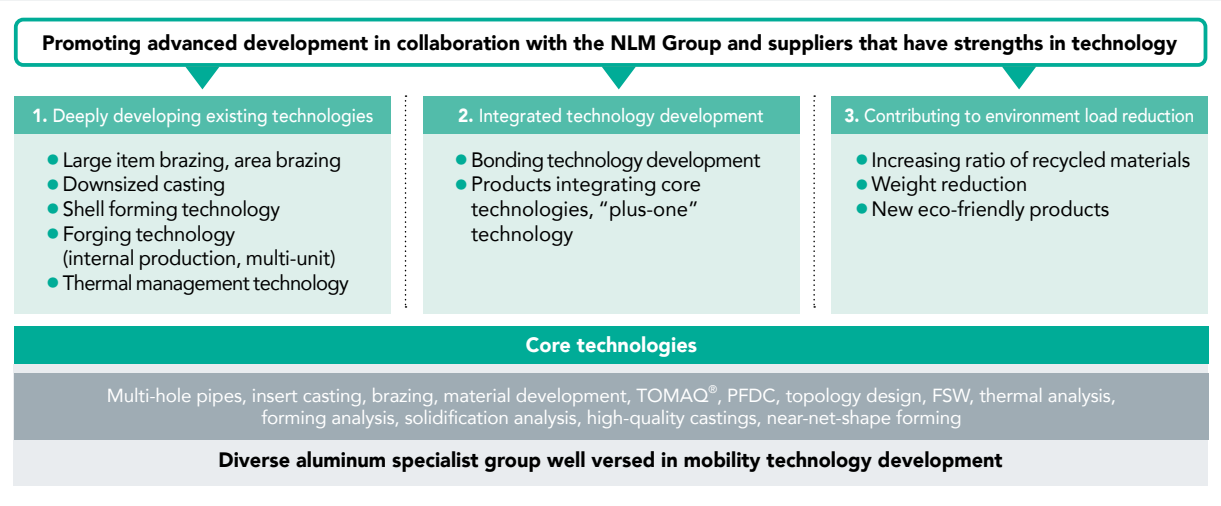 Promoting advanced development in collaboration with the NLM Group and suppliers that have strengths in technology
1. Deeply developing existing technologies
● Large item brazing, area brazing
● Downsized casting
● Shell forming technology
● Forging technology
(internal production, multi-unit)
● Thermal management technology
2. Integrated technology development
● Bonding technology development
● Products integrating core
technologies, “plus-one”
technology
3. Contributing to environment load reduction
● Increasing ratio of recycled materials
● Weight reduction
● New eco-friendly products
Core technologies
Multi-hole pipes, insert casting, brazing, material development, TOMAQ®, PFDC, topology design, FSW, thermal analysis,
forming analysis, solidification analysis, high-quality castings, near-net-shape forming
Diverse aluminum specialist group well versed in mobility technology development